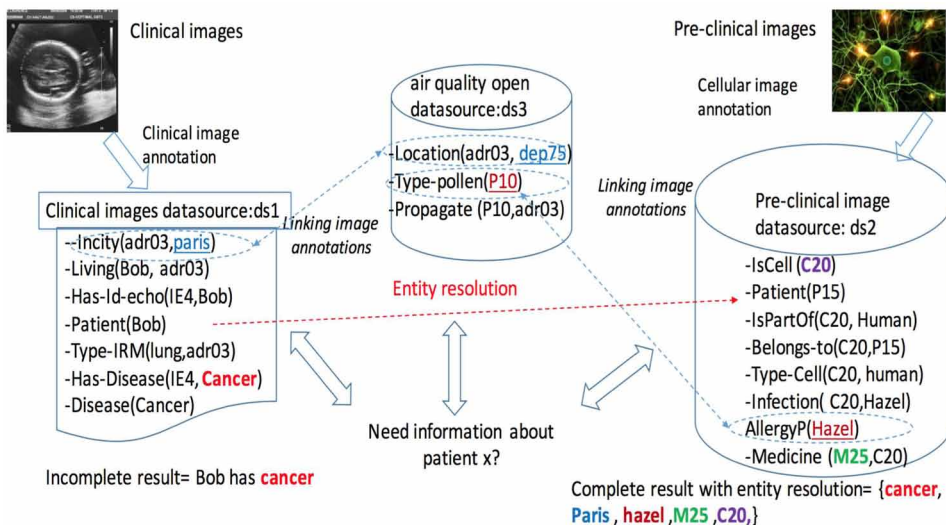 Clinical images
Clinical image
annotation
Clinical images datasource:ds1
--Incity(adr03,paris)
-Living(Bob, adr03)
-Has-Id-echo(IE4,Bob)
-Patient(Bob)
-Type-IRM(lung,adr03)
-Has-Disease(IE4,Cancer)
-Disease(Cancer)
Incomplete result= Bob has cancer
air quality open
datasource:ds3
-Location(adr03, dep75)
-Type-pollen(P10)
-Propagate (P10,adr03)
Linking image
annotations
Entity resolution
Need information about
patient x?
Pre-clinical images
Cellular image
annotation
Linking image
annotations
Pre-clinical image
datasource: ds2
-IsCell (C20)
-Patient(P15)
-IsPartOf(C20, Human)
-Belongs-to(C20,P15)
-Type-Cell(C20, human)
-Infection( C20,Hazel)
AllergyP(Hazel)
-Medicine (M25,C20)
Complete result with entity resolution= {cancer,
Paris , hazel ,M25 ,C20,}